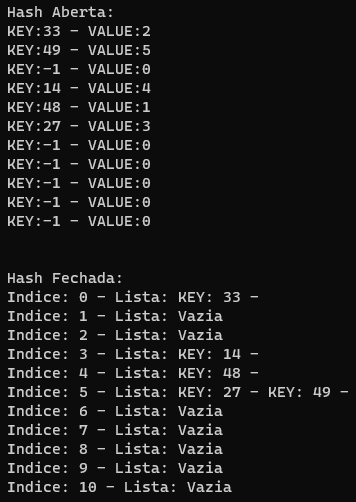 Hash Aberta:
KEY:33 - VALUE:2
KEY:49 - VALUE:5
KEY:-1 - VALUE:0
KEY:14 - VALUE:4
KEY:48 - VALUE:1
KEY:27 - VALUE:3
KEY:-1 - VALUE:0
KEY:-1 - VALUE:0
KEY:-1 - VALUE:0
KEY:-1 - VALUE:0
KEY:-1 - VALUE:0
Hash Fechada:
Indice: 0 - Lista: KEY: 33 -
Indice: 1 - Lista: Vazia
Indice: 2 - Lista: Vazia
Indice: 3 - Lista: KEY: 14 -
Indice: 4 - Lista: KEY: 48 -
Indice: 5 - Lista: KEY: 27 - KEY: 49 -
Indice: 6 - Lista: Vazia
Indice: 7 - Lista: Vazia
Indice: 8 - Lista: Vazia
Indice: 9 - Lista: Vazia
Indice: 10 - Lista: Vazia